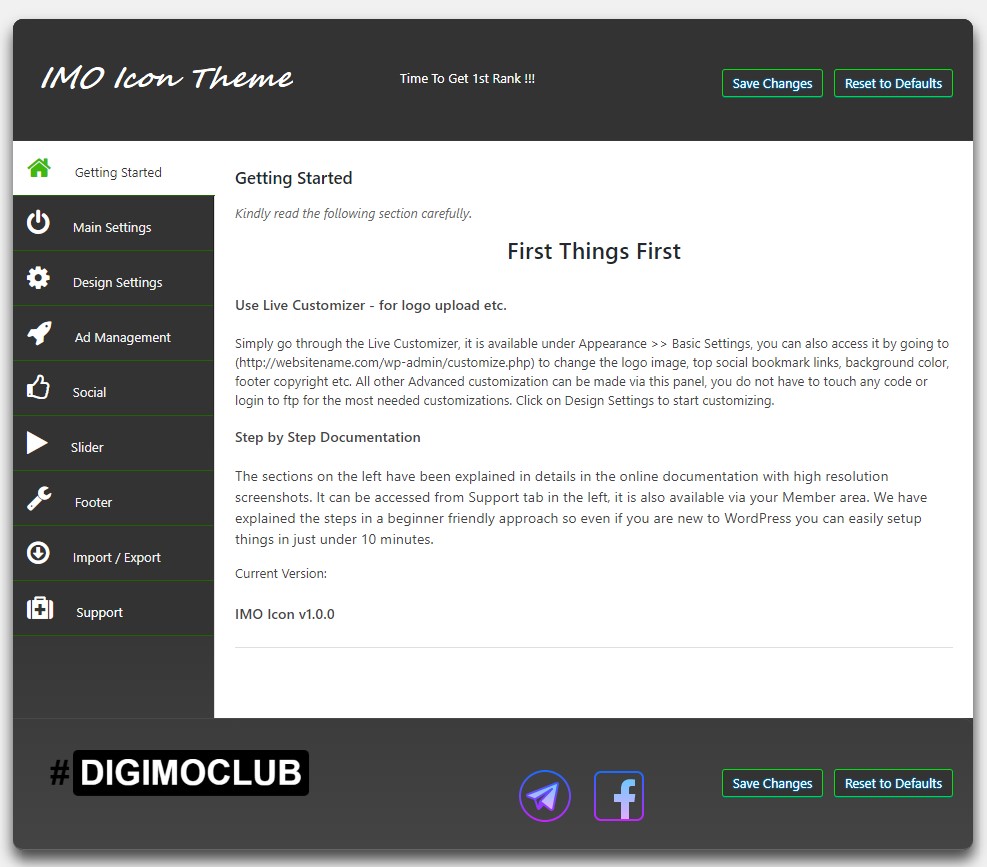 IMO Icon Theme
Time To Get 1st Rank !!!
Save Changes
Reset to Defaults
Getting Started
Main Settings
Design Settings
Ad Management
Social
Slider
Footer
Import / Export
Support
Getting Started
Kindly read the following section carefully.
First Things First
Use Live Customizer - for logo upload etc.
Simply go through the Live Customizer, it is available under Appearance >> Basic Settings, you can also access it by going to
(http://websitename.com/wp-admin/customize.php) to change the logo image, top social bookmark links, background color,
footer copyright etc. All other Advanced customization can be made via this panel, you do not have to touch any code or
login to ftp for the most needed customizations. Click on Design Settings to start customizing.
Step by Step Documentation
The sections on the left have been explained in details in the online documentation with high resolution
screenshots. It can be accessed from Support tab in the left, it is also available via your Member area. We have
explained the steps in a beginner friendly approach so even if you are new to WordPress you can easily setup
things in just under 10 minutes.
Current Version:
IMO Icon v1.0.0
#DIGIMOCLUB
Save Changes
Reset to Defaults